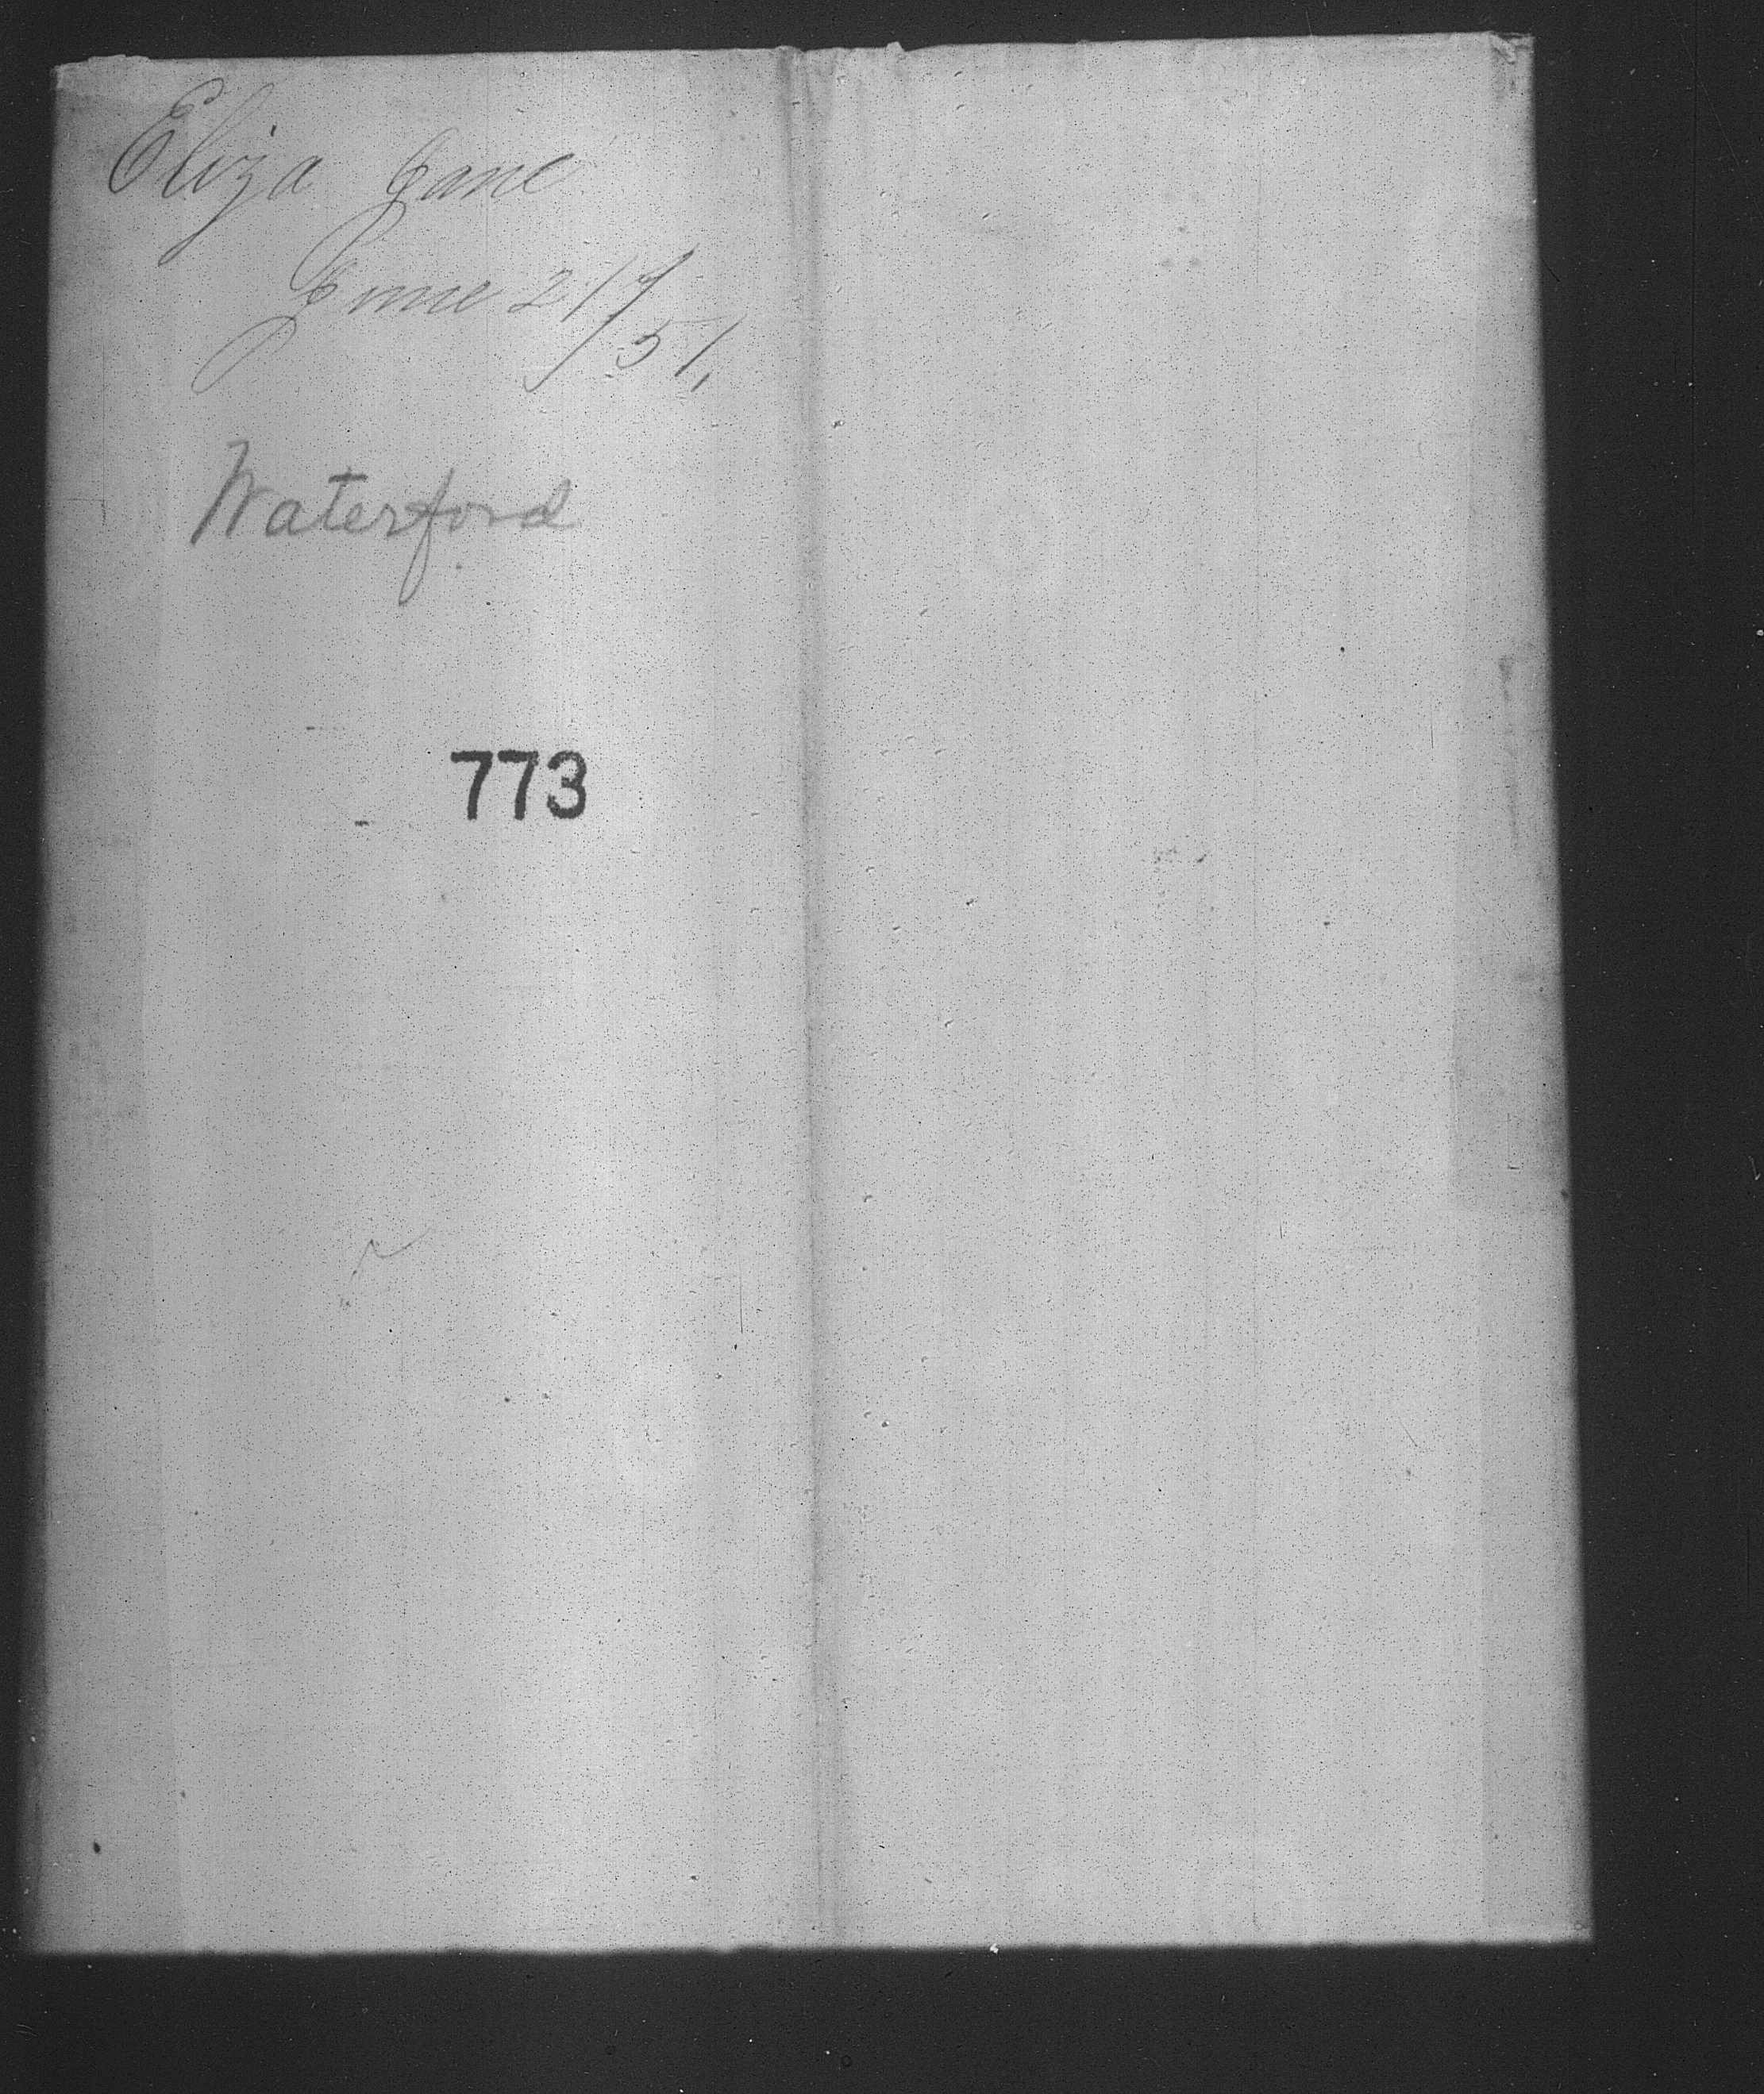 Eliza Jane
June 21/
/51,
Waterford
773